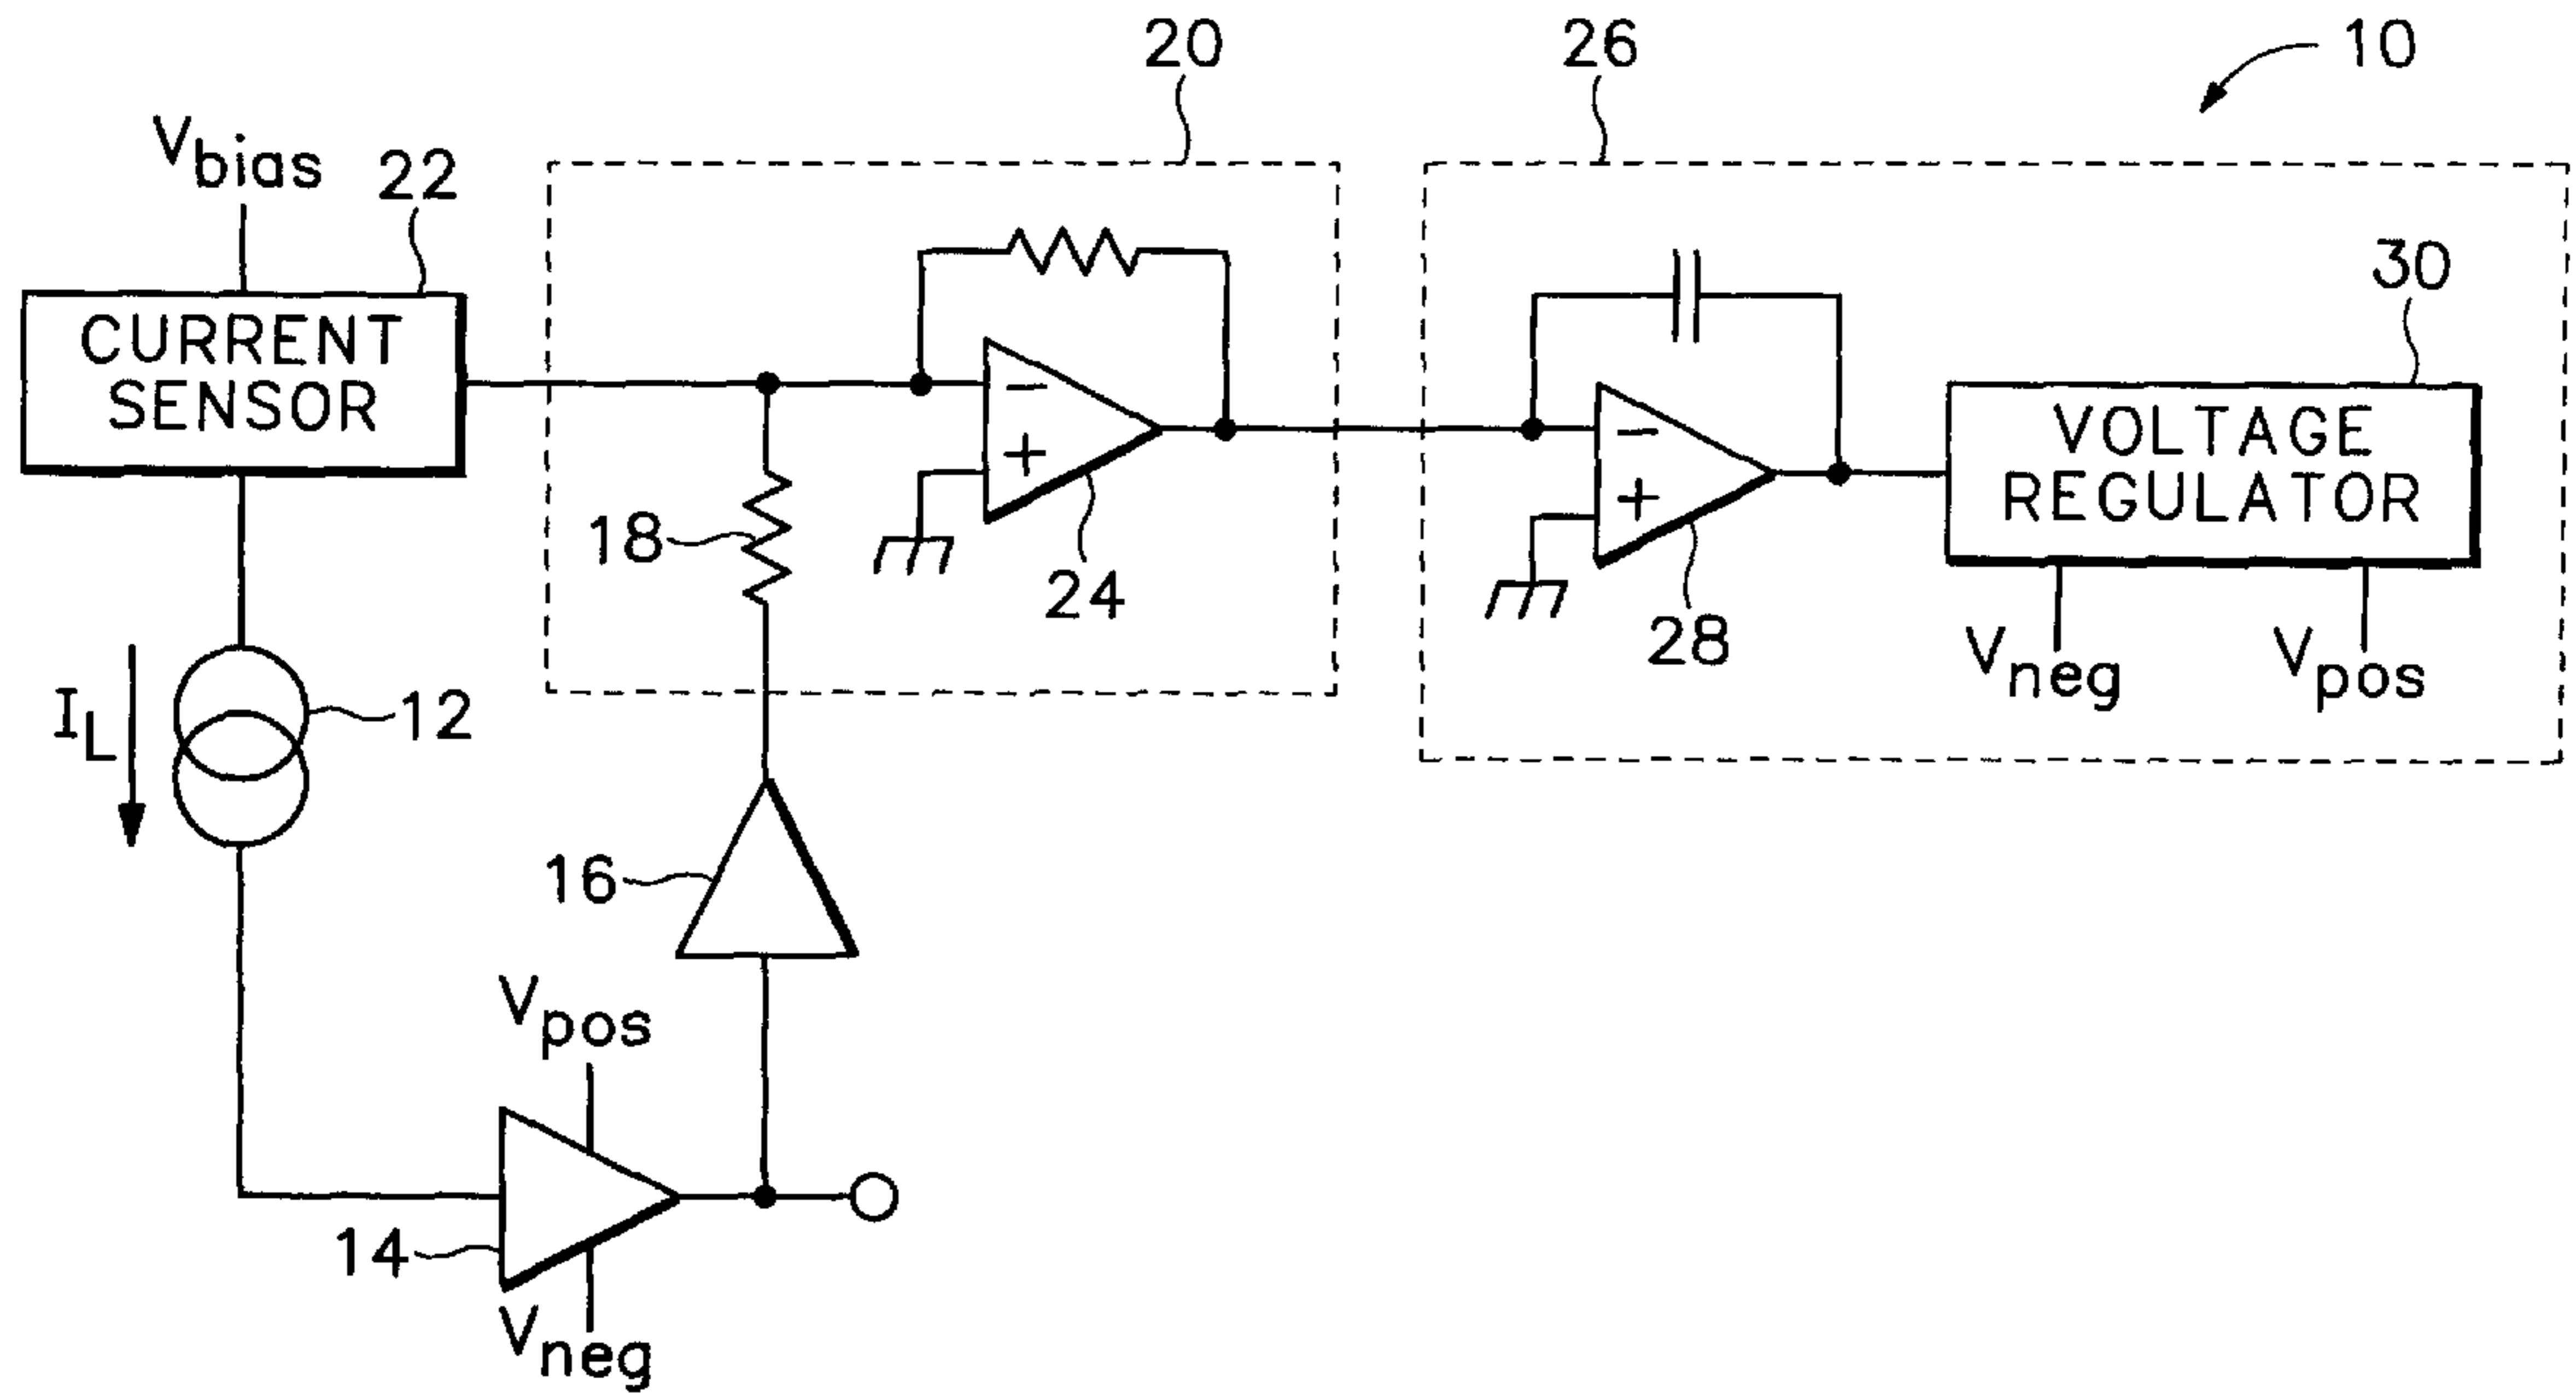 20
26
10
Vbias
22
CURRENT
SENSOR
30
VOLTAGE
REGULATOR
−
+
−
+
18
24
28
Vneg
Vpos
IL
12
16
Vpos
14
Vneg